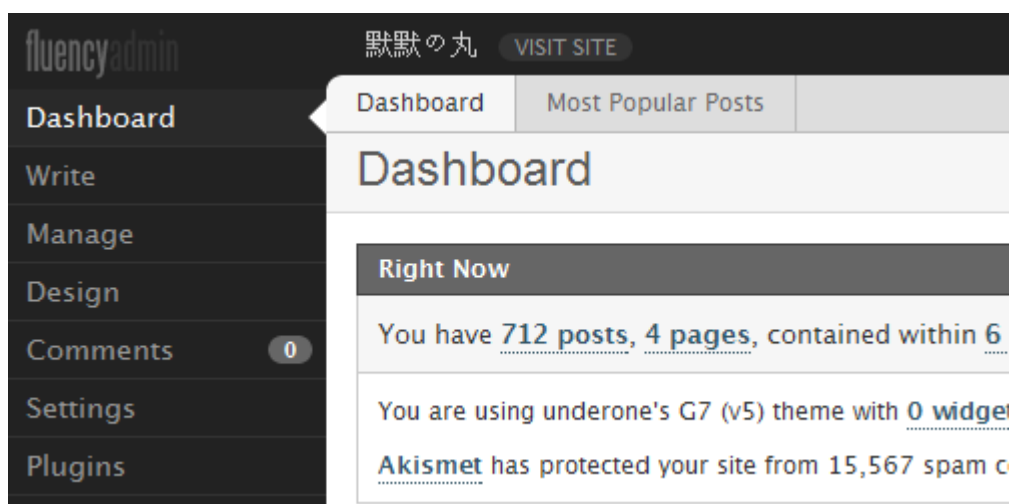 fluencyadmin
默默の丸 VISIT SITE
Dashboard
Write
Manage
Design
Comments 0
Settings
Plugins
Dashboard Most Popular Posts
Dashboard
Right Now
You have 712 posts, 4 pages, contained within 6
You are using underone's G7 (v5) theme with 0 widget
Akismet has protected your site from 15,567 spam c